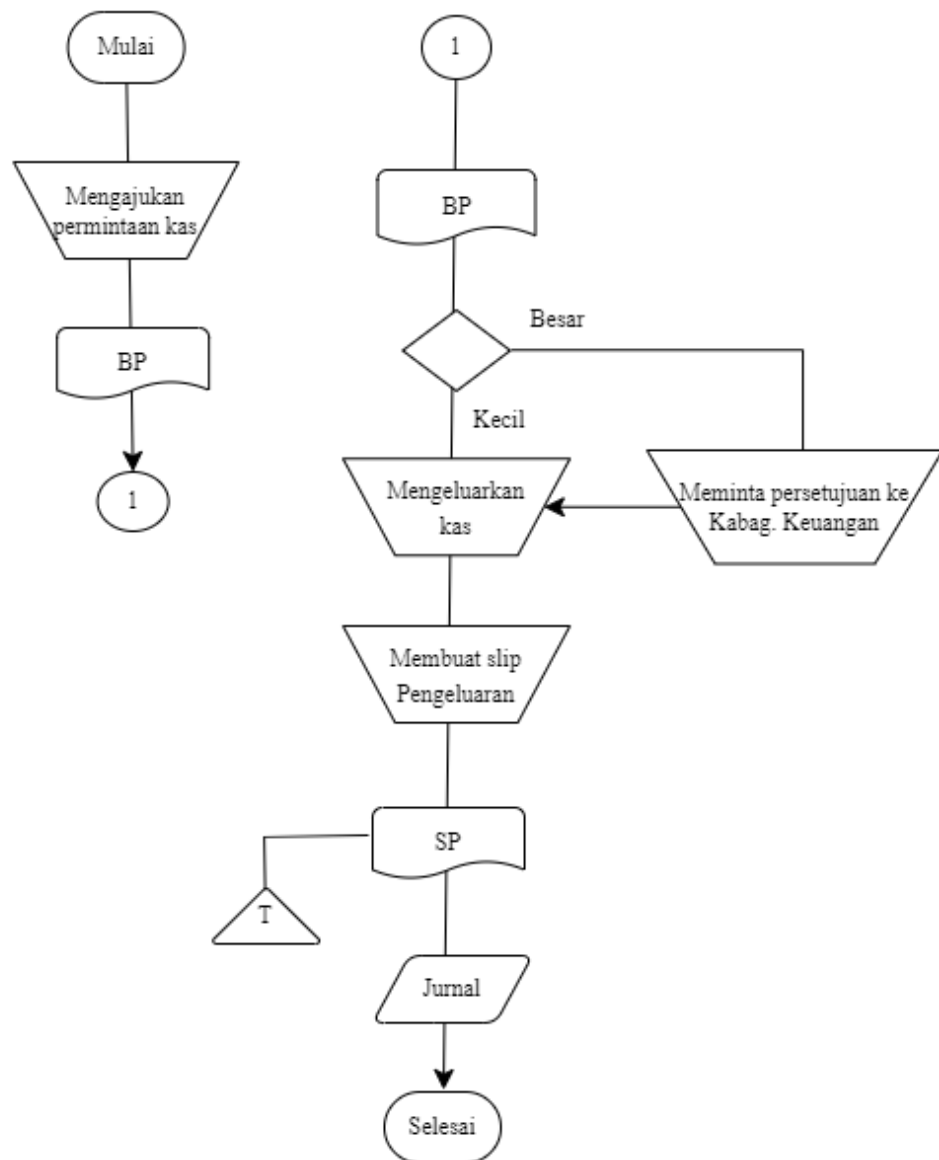 Mulai
Mengajukan
permintaan kas
BP
1
1
BP
Besar
Kecil
Mengeluarkan
kas
Meminta persetujuan ke
Kabag. Keuangan
Membuat slip
Pengeluaran
SP
T
Jurnal
Selesai